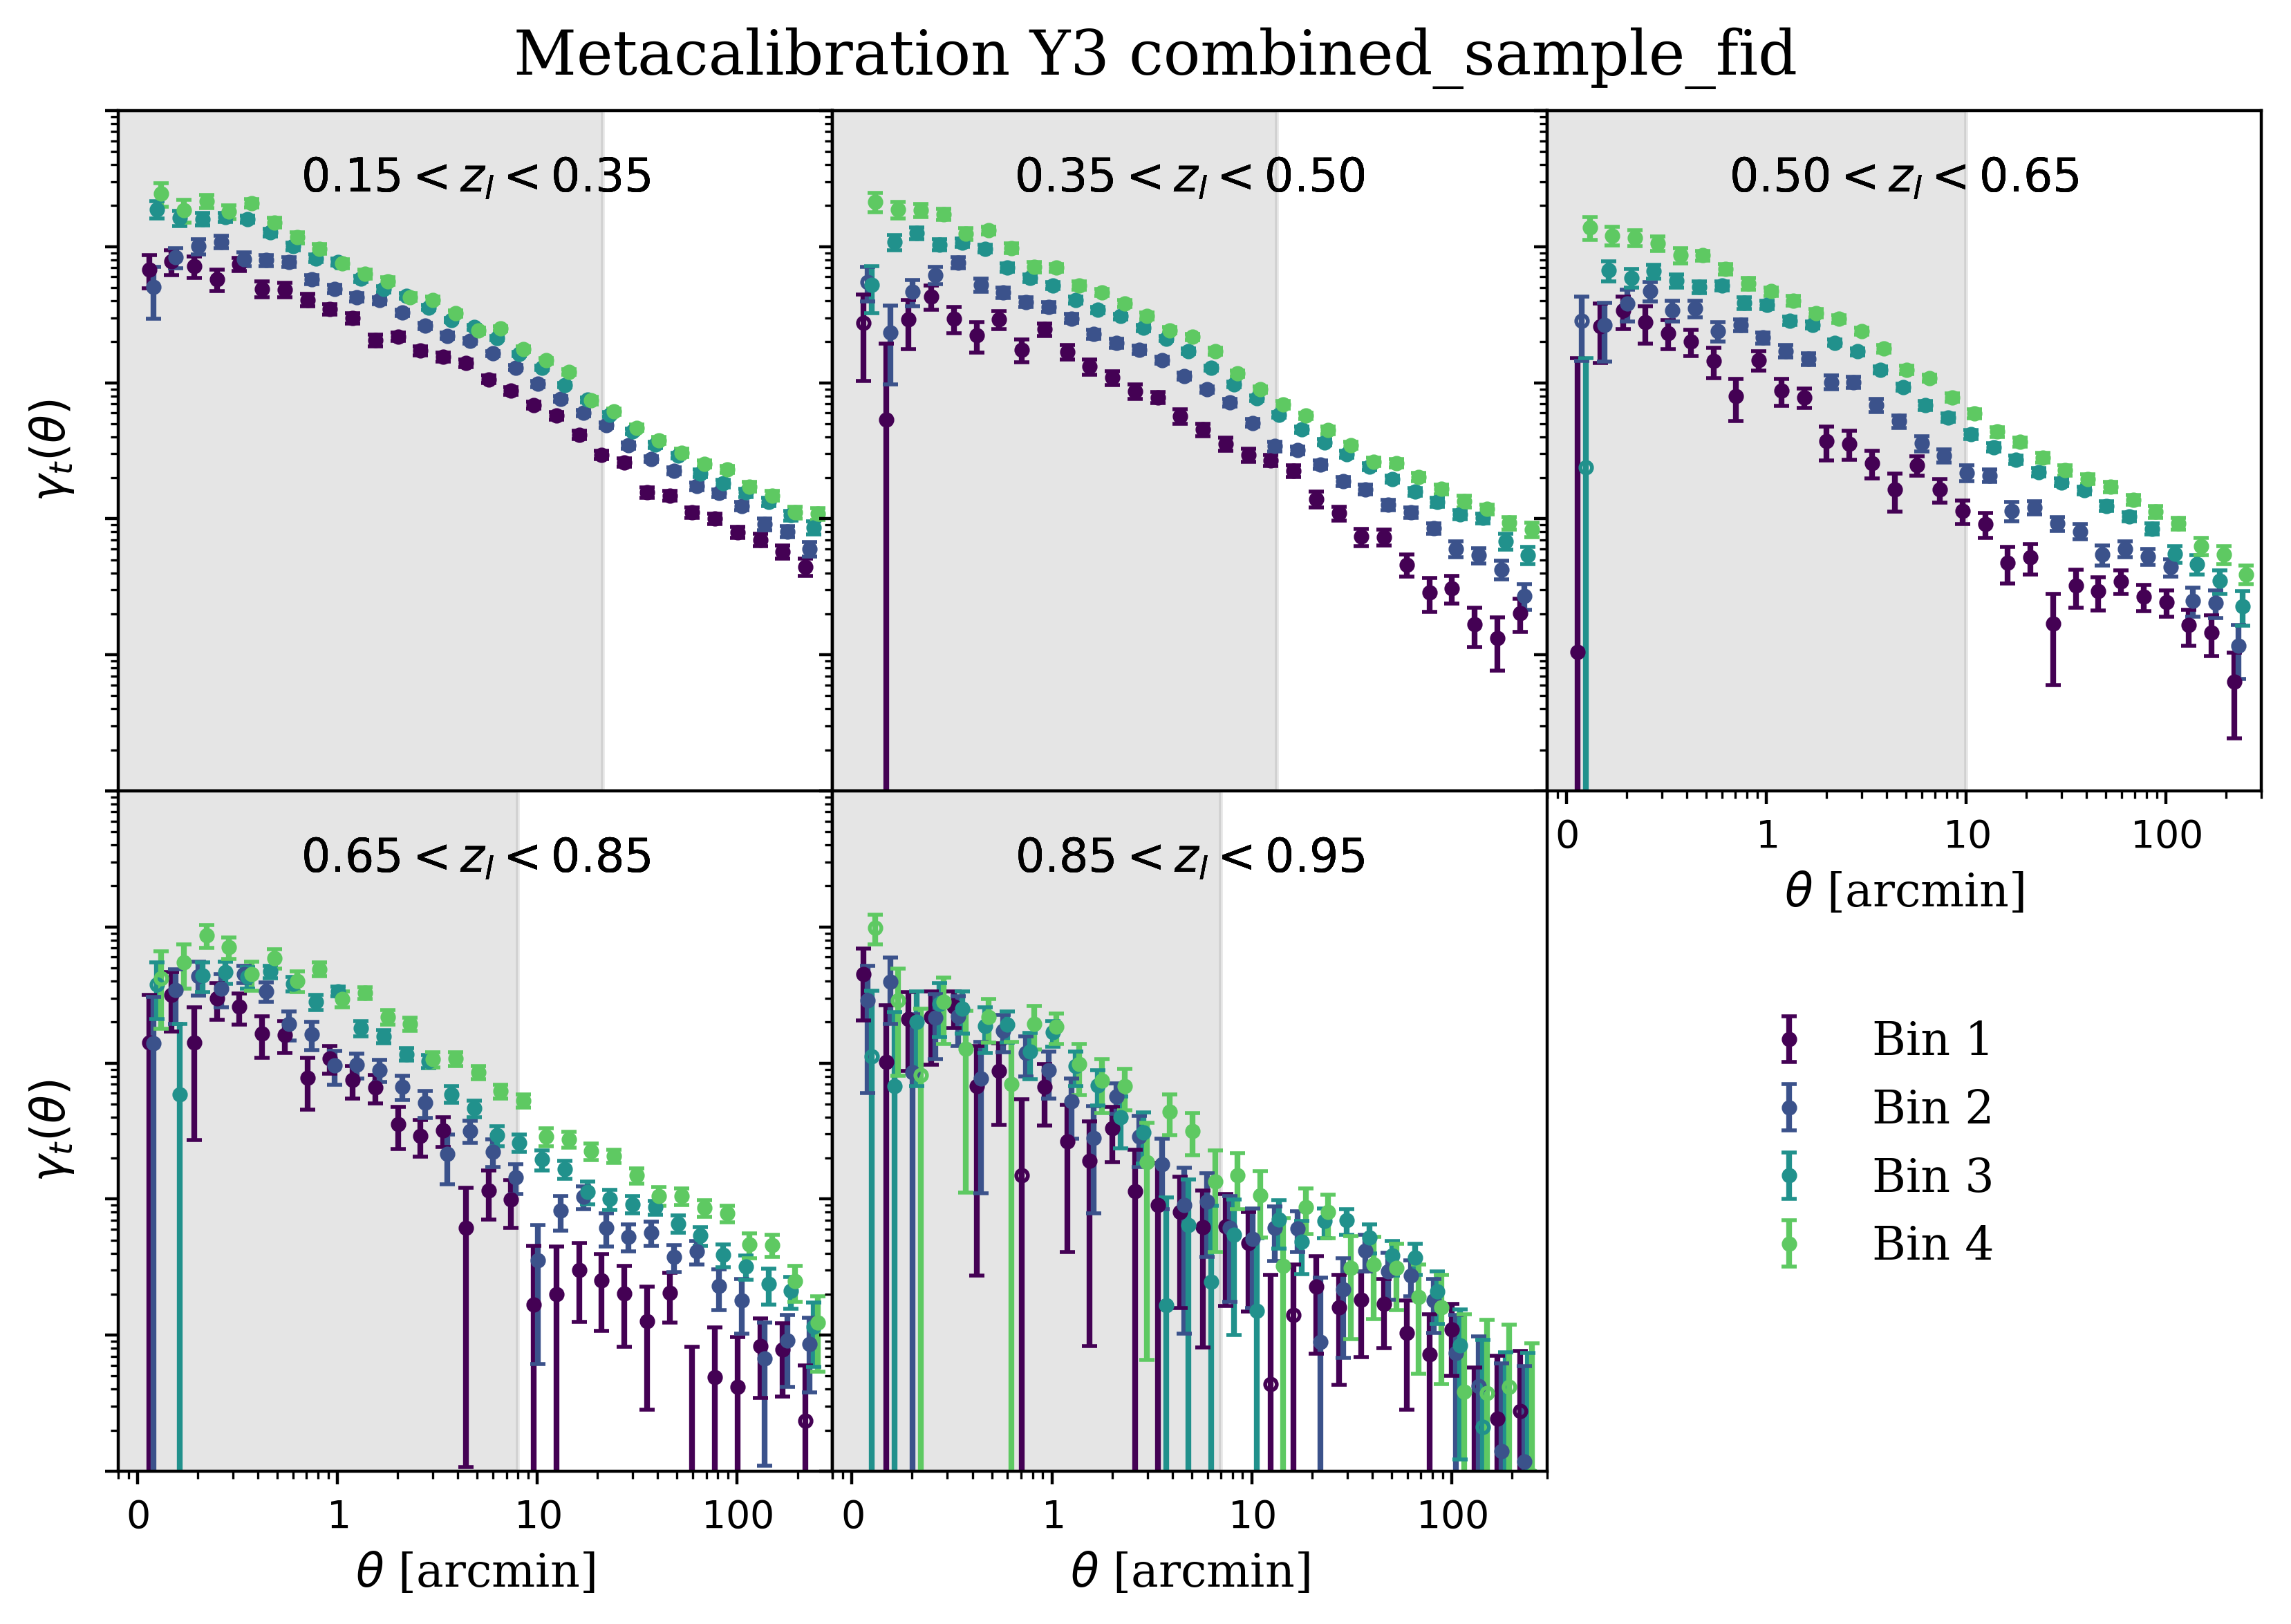 Metacalibration Y3 combined_sample_fid
0.15 < z_l < 0.35
0.35 < z_l < 0.50
0.50 < z_l < 0.65
γ_t(θ)
0 1 10 100
θ [arcmin]
0.65 < z_l < 0.85
0.85 < z_l < 0.95
γ_t(θ)
Bin 1
Bin 2
Bin 3
Bin 4
0 1 10 100
0 1 10 100
θ [arcmin]
θ [arcmin]